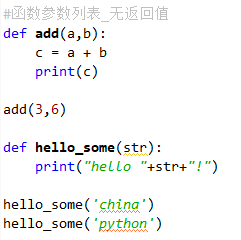 #函数参数列表_无返回值
def add(a,b):
    c = a + b
    print(c)

add(3,6)

def hello_some(str):
    print("hello "+str+"!")

hello_some('china')
hello_some('python')